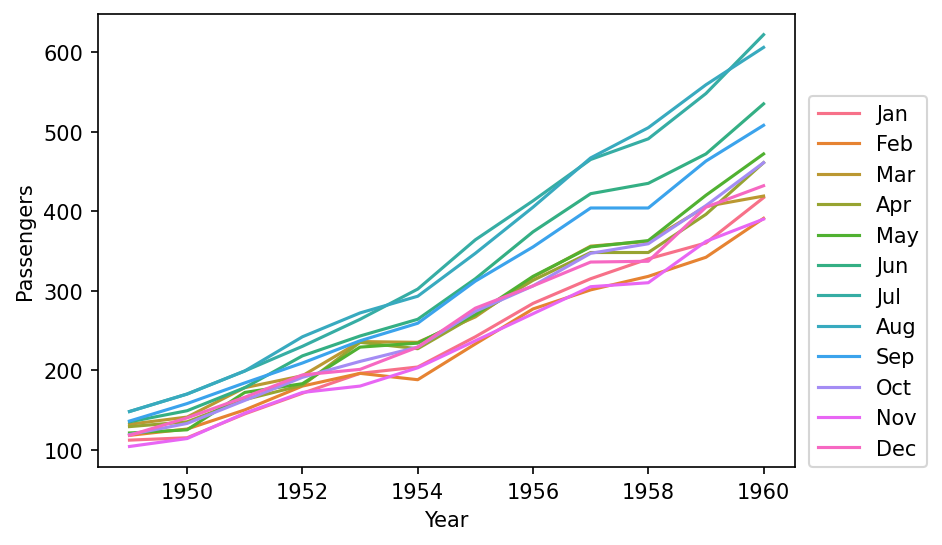 600
500
400
300
200
100
Passengers
1950 1952 1954 1956 1958 1960
Year
Jan
Feb
Mar
Apr
May
Jun
Jul
Aug
Sep
Oct
Nov
Dec